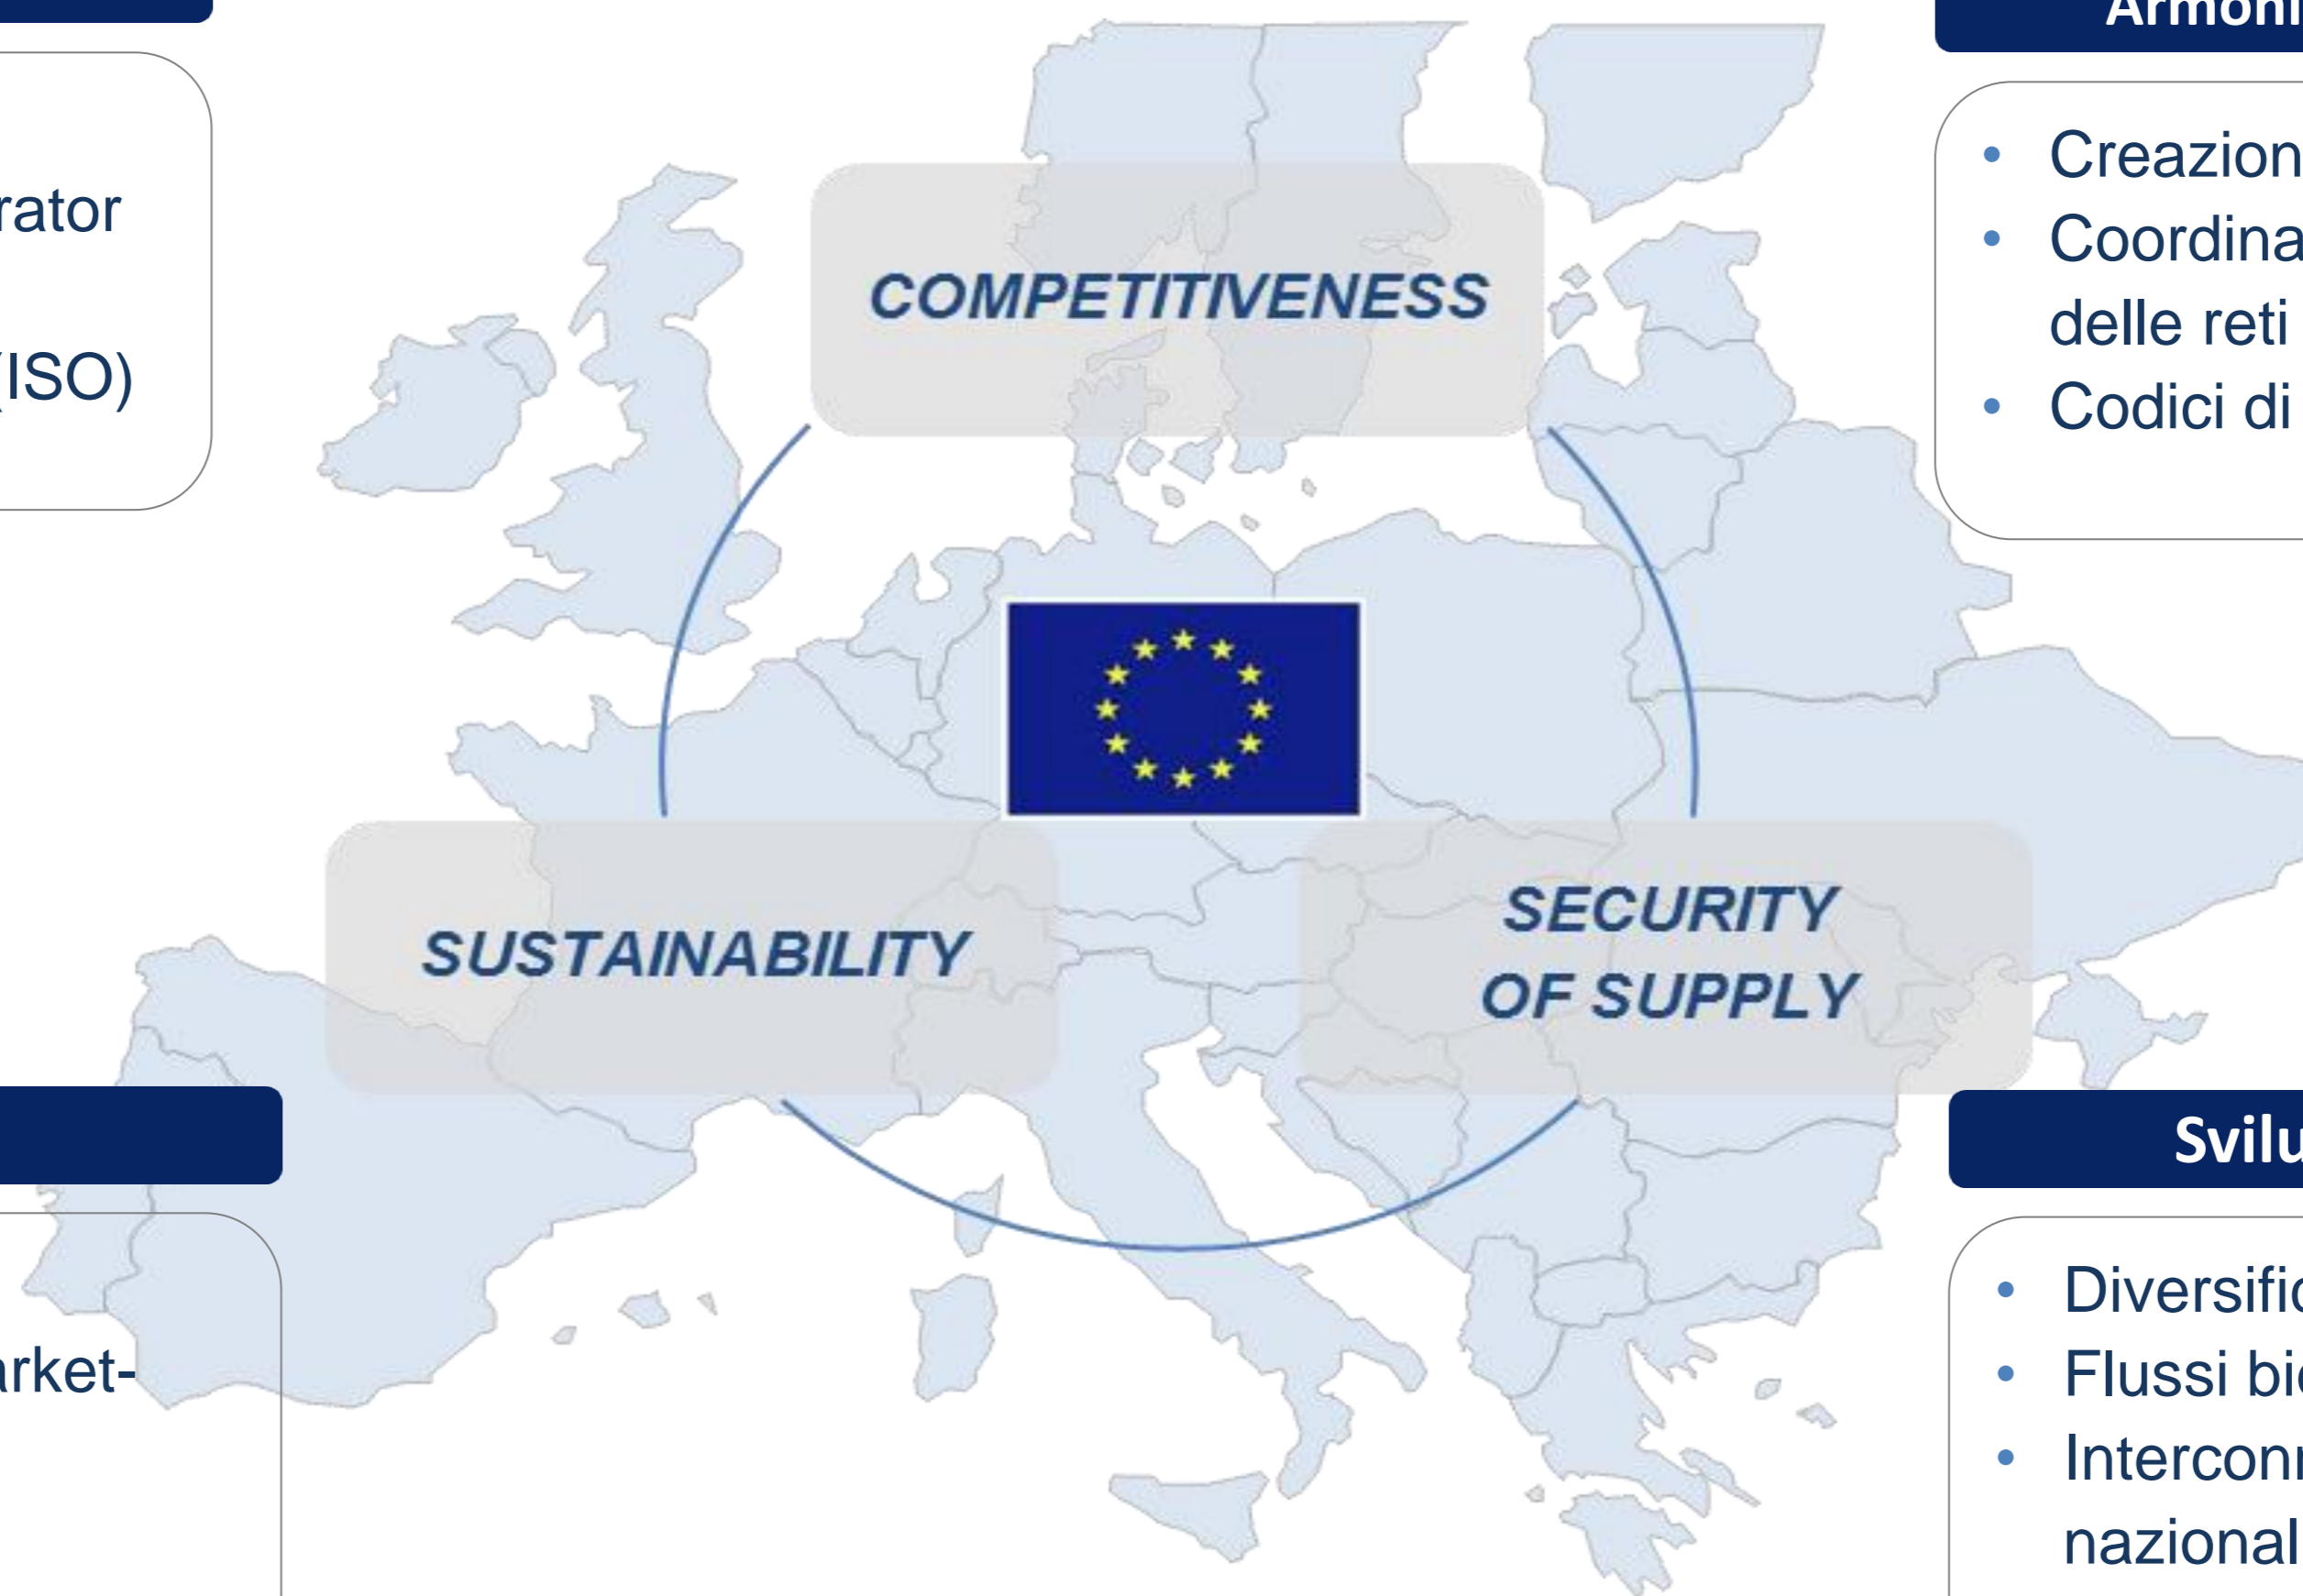 rator
(ISO)
Armoni
• Creazion
• Coordina
delle reti
• Codici di
COMPETITIVENESS
SUSTAINABILITY
SECURITY
OF SUPPLY
arket-
Svilu
• Diversific
• Flussi bid
• Interconn
nazional